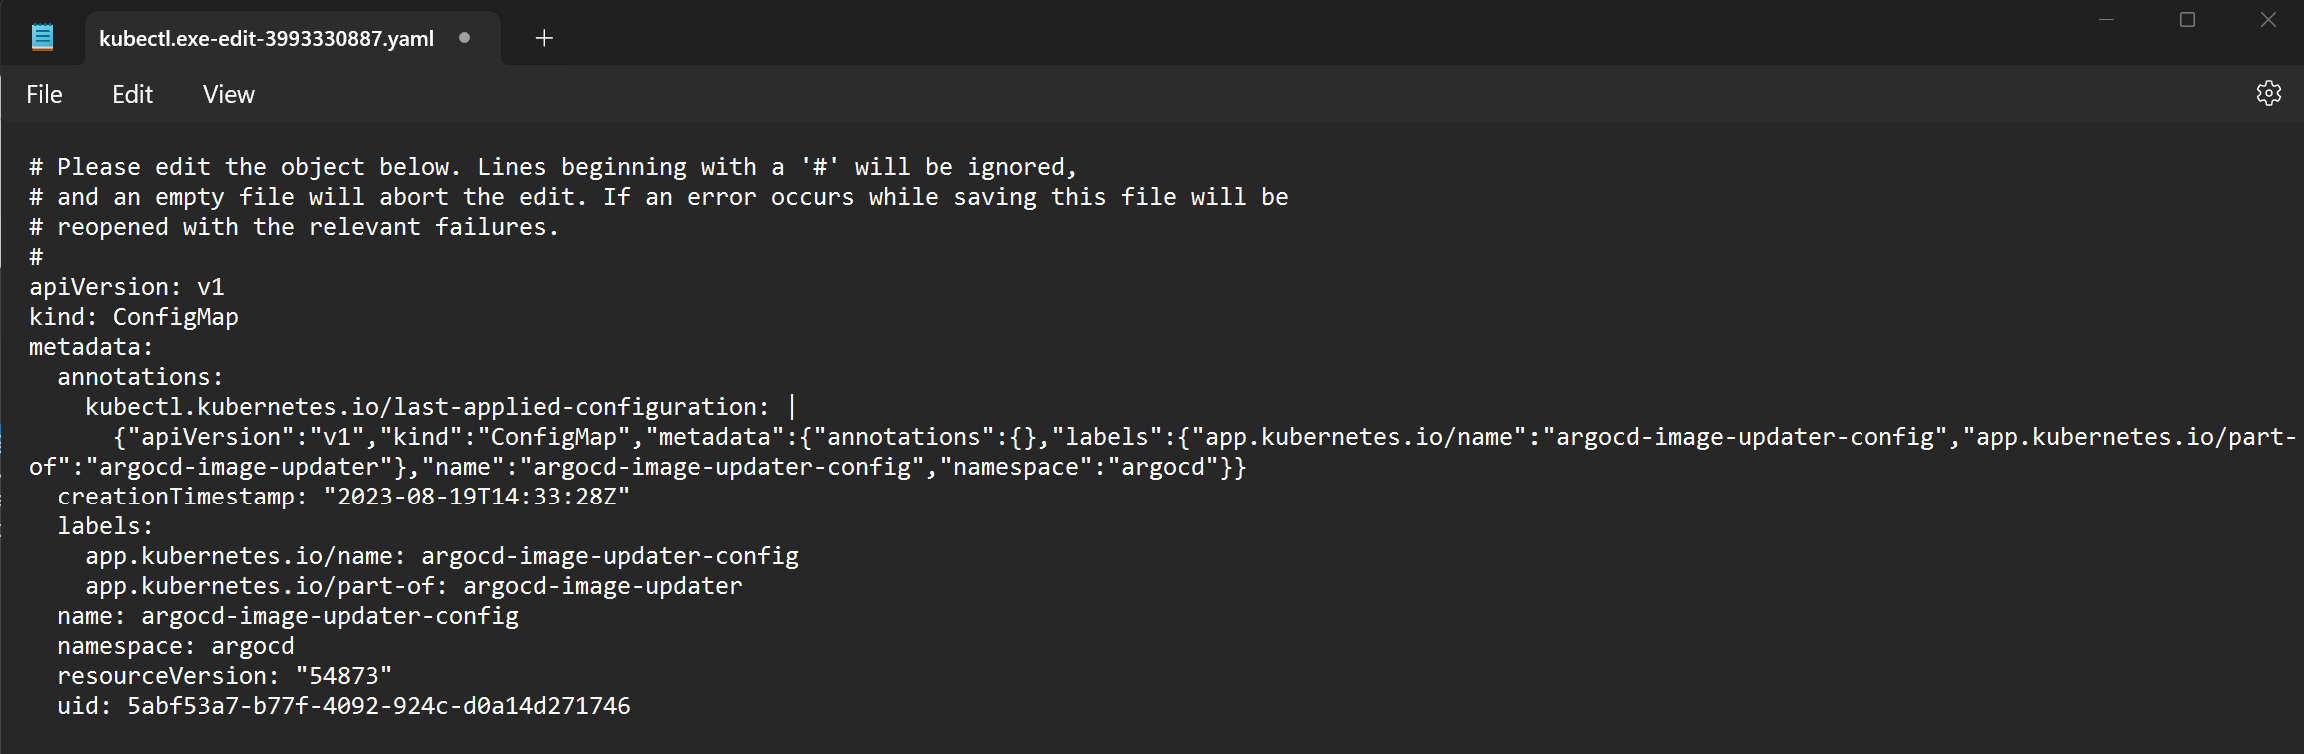 kubectl.exe-edit-3993330887.yaml
File Edit View
# Please edit the object below. Lines beginning with a '#' will be ignored,
# and an empty file will abort the edit. If an error occurs while saving this file will be
# reopened with the relevant failures.
#
apiVersion: v1
kind: ConfigMap
metadata:
  annotations:
    kubectl.kubernetes.io/last-applied-configuration: |
      {"apiVersion":"v1","kind":"ConfigMap","metadata":{"annotations":{},"labels":{"app.kubernetes.io/name":"argocd-image-updater-config","app.kubernetes.io/part-
of":"argocd-image-updater"},"name":"argocd-image-updater-config","namespace":"argocd"}}
  creationTimestamp: "2023-08-19T14:33:28Z"
  labels:
    app.kubernetes.io/name: argocd-image-updater-config
    app.kubernetes.io/part-of: argocd-image-updater
  name: argocd-image-updater-config
  namespace: argocd
  resourceVersion: "54873"
  uid: 5abf53a7-b77f-4092-924c-d0a14d271746